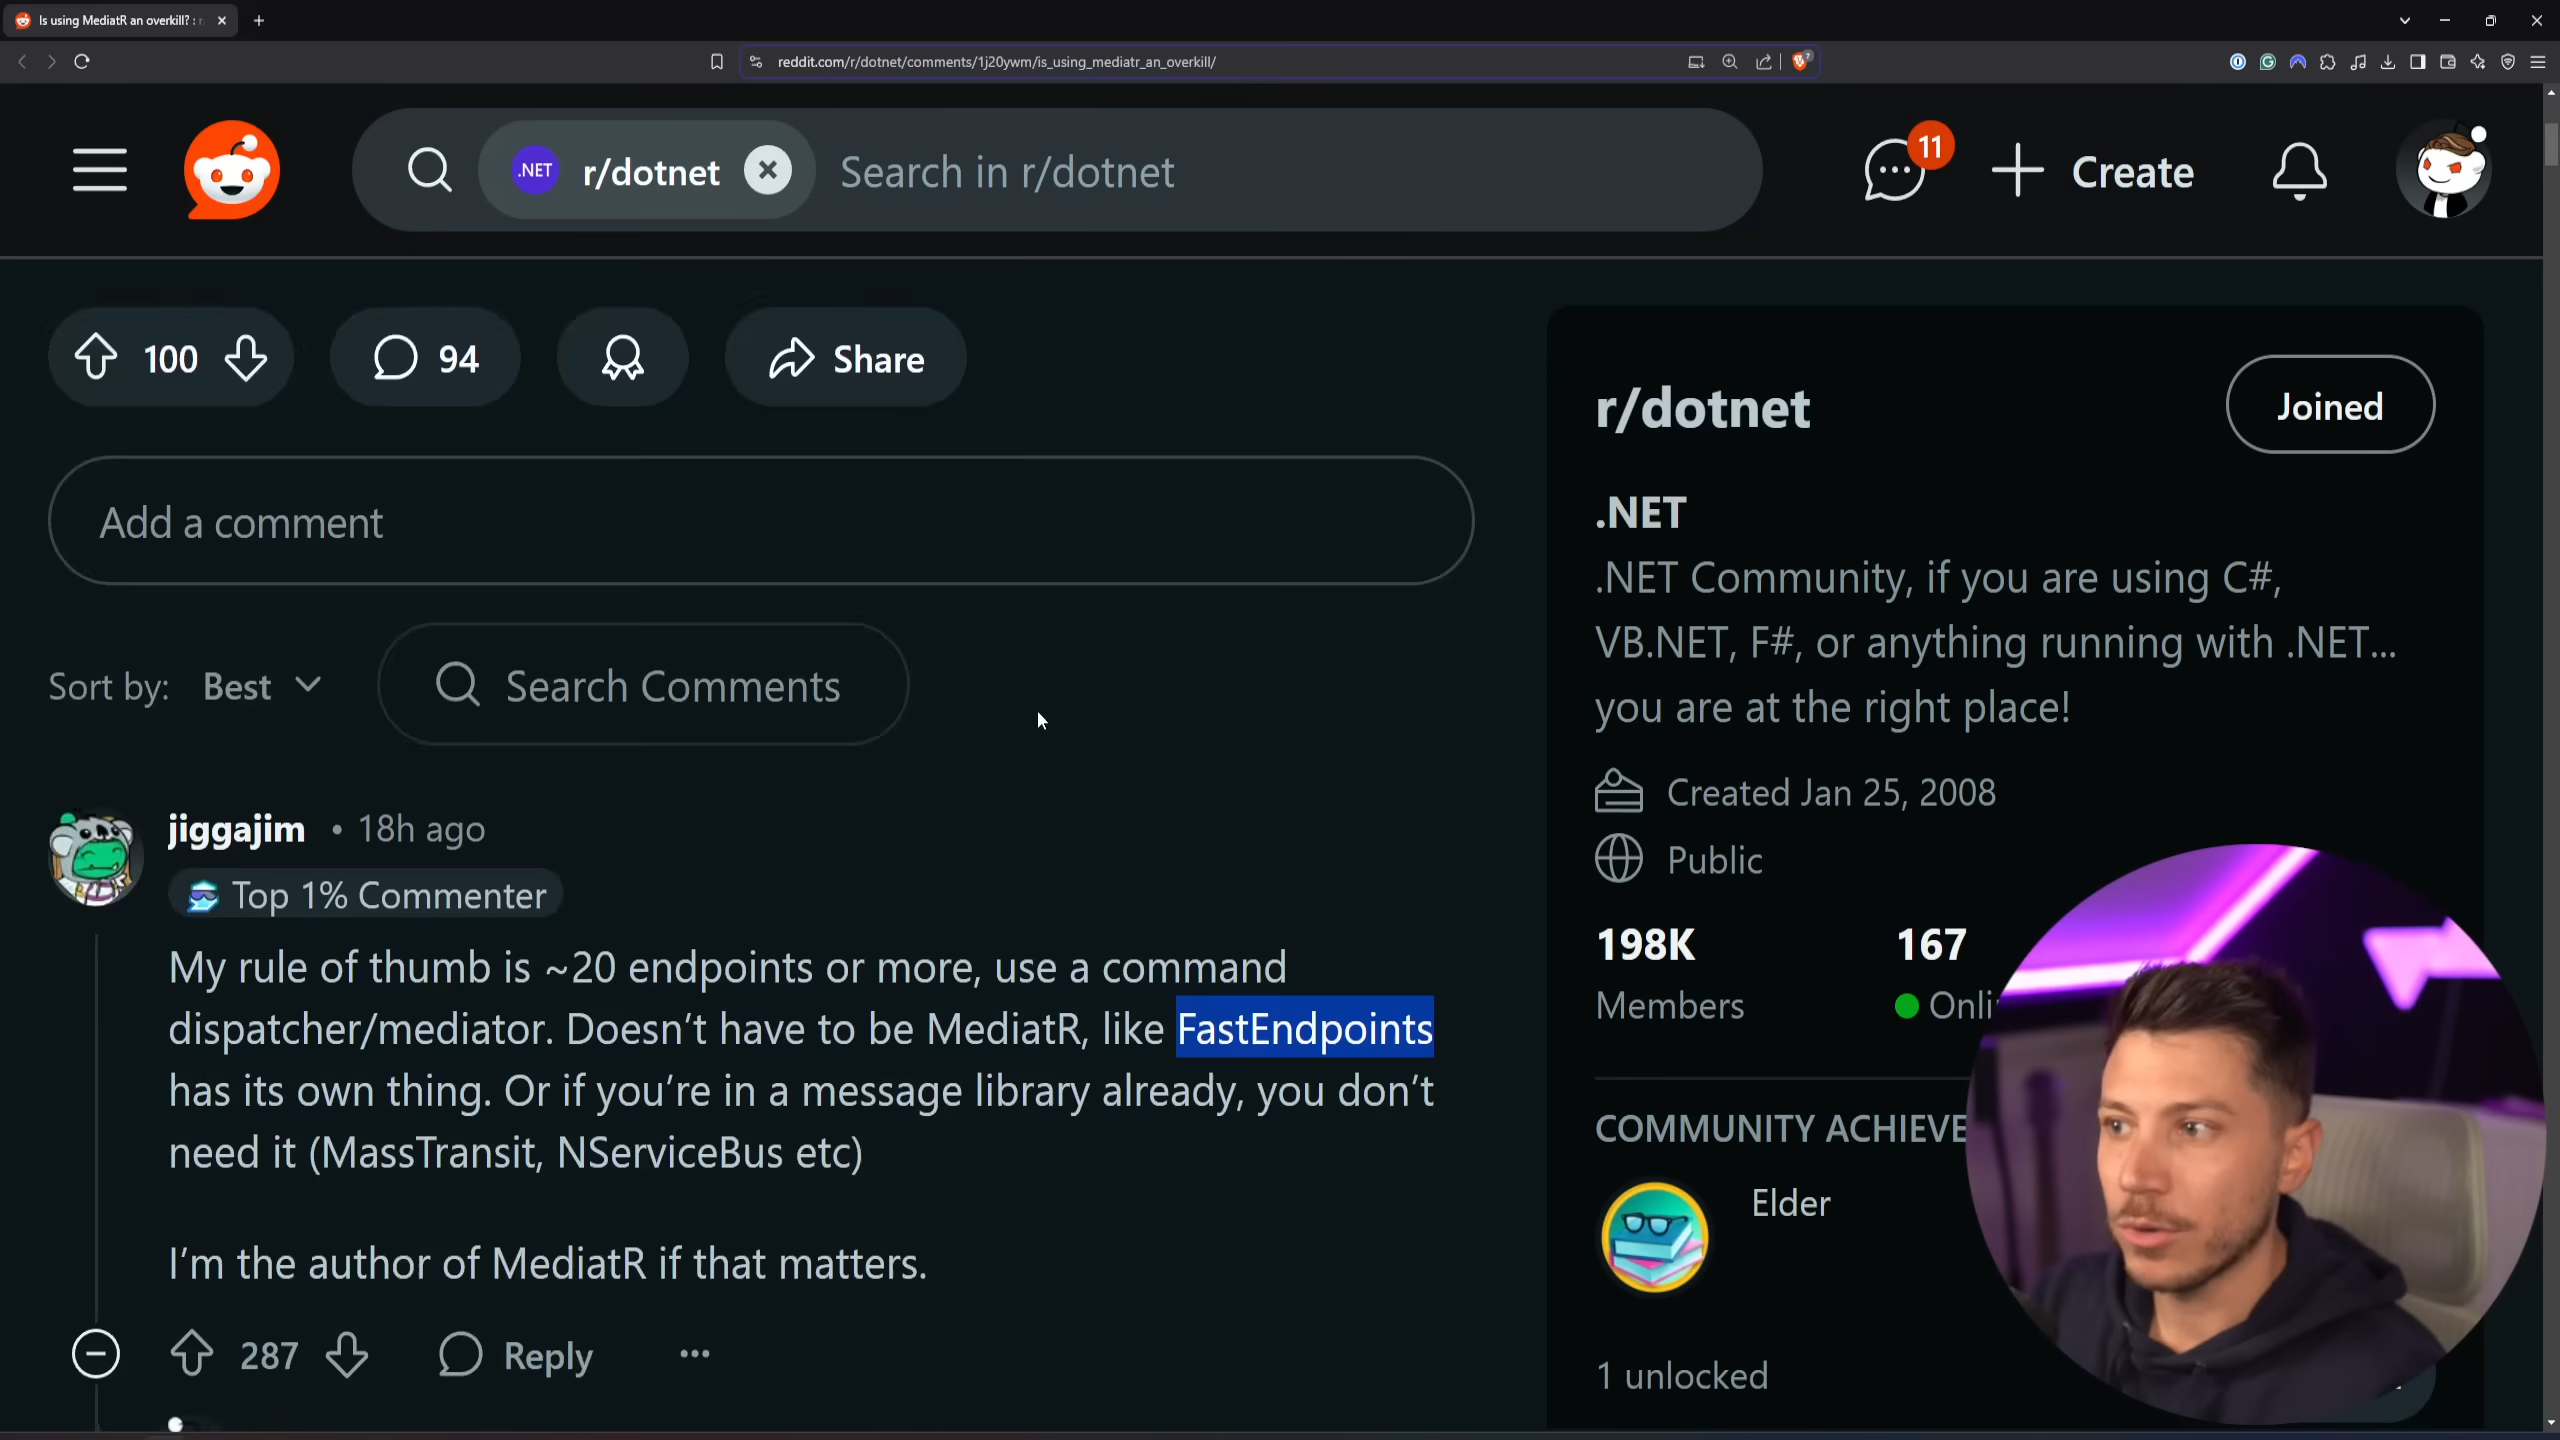 Is using MediatR an overkill? : r
reddit.com/r/dotnet/comments/1j20ywm/is_using_mediatr_an_overkill/
.NET r/dotnet Search in r/dotnet
11
Create
100
94
Share
Add a comment
Sort by: Best
Search Comments
jiggajim • 18h ago
Top 1% Commenter
My rule of thumb is ~20 endpoints or more, use a command
dispatcher/mediator. Doesn’t have to be MediatR, like FastEndpoints
has its own thing. Or if you’re in a message library already, you don’t
need it (MassTransit, NServiceBus etc)
I’m the author of MediatR if that matters.
287
Reply
r/dotnet
Joined
.NET
.NET Community, if you are using C#,
VB.NET, F#, or anything running with .NET...
you are at the right place!
Created Jan 25, 2008
Public
198K 167
Members Onli
COMMUNITY ACHIEVE
Elder
1 unlocked